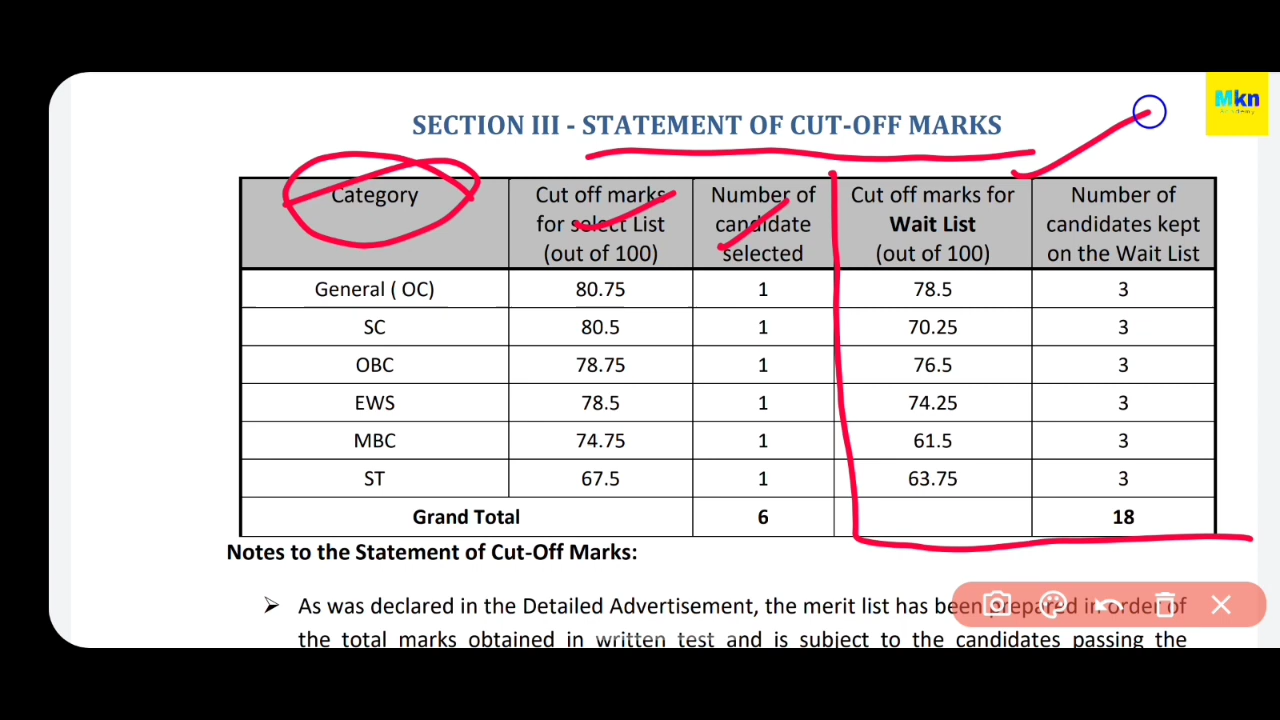 Mkn
SECTION III - STATEMENT OF CUT-OFF MARKS
Category | Cut off marks for select List (out of 100) | Number of candidate selected | Cut off marks for Wait List (out of 100) | Number of candidates kept on the Wait List
General ( OC) | 80.75 | 1 | 78.5 | 3
SC | 80.5 | 1 | 70.25 | 3
OBC | 78.75 | 1 | 76.5 | 3
EWS | 78.5 | 1 | 74.25 | 3
MBC | 74.75 | 1 | 61.5 | 3
ST | 67.5 | 1 | 63.75 | 3
Grand Total | 6 | | 18
Notes to the Statement of Cut-Off Marks:
➢ As was declared in the Detailed Advertisement, the merit list has been prepared in order of
the total marks obtained in written test and is subject to the candidates passing the